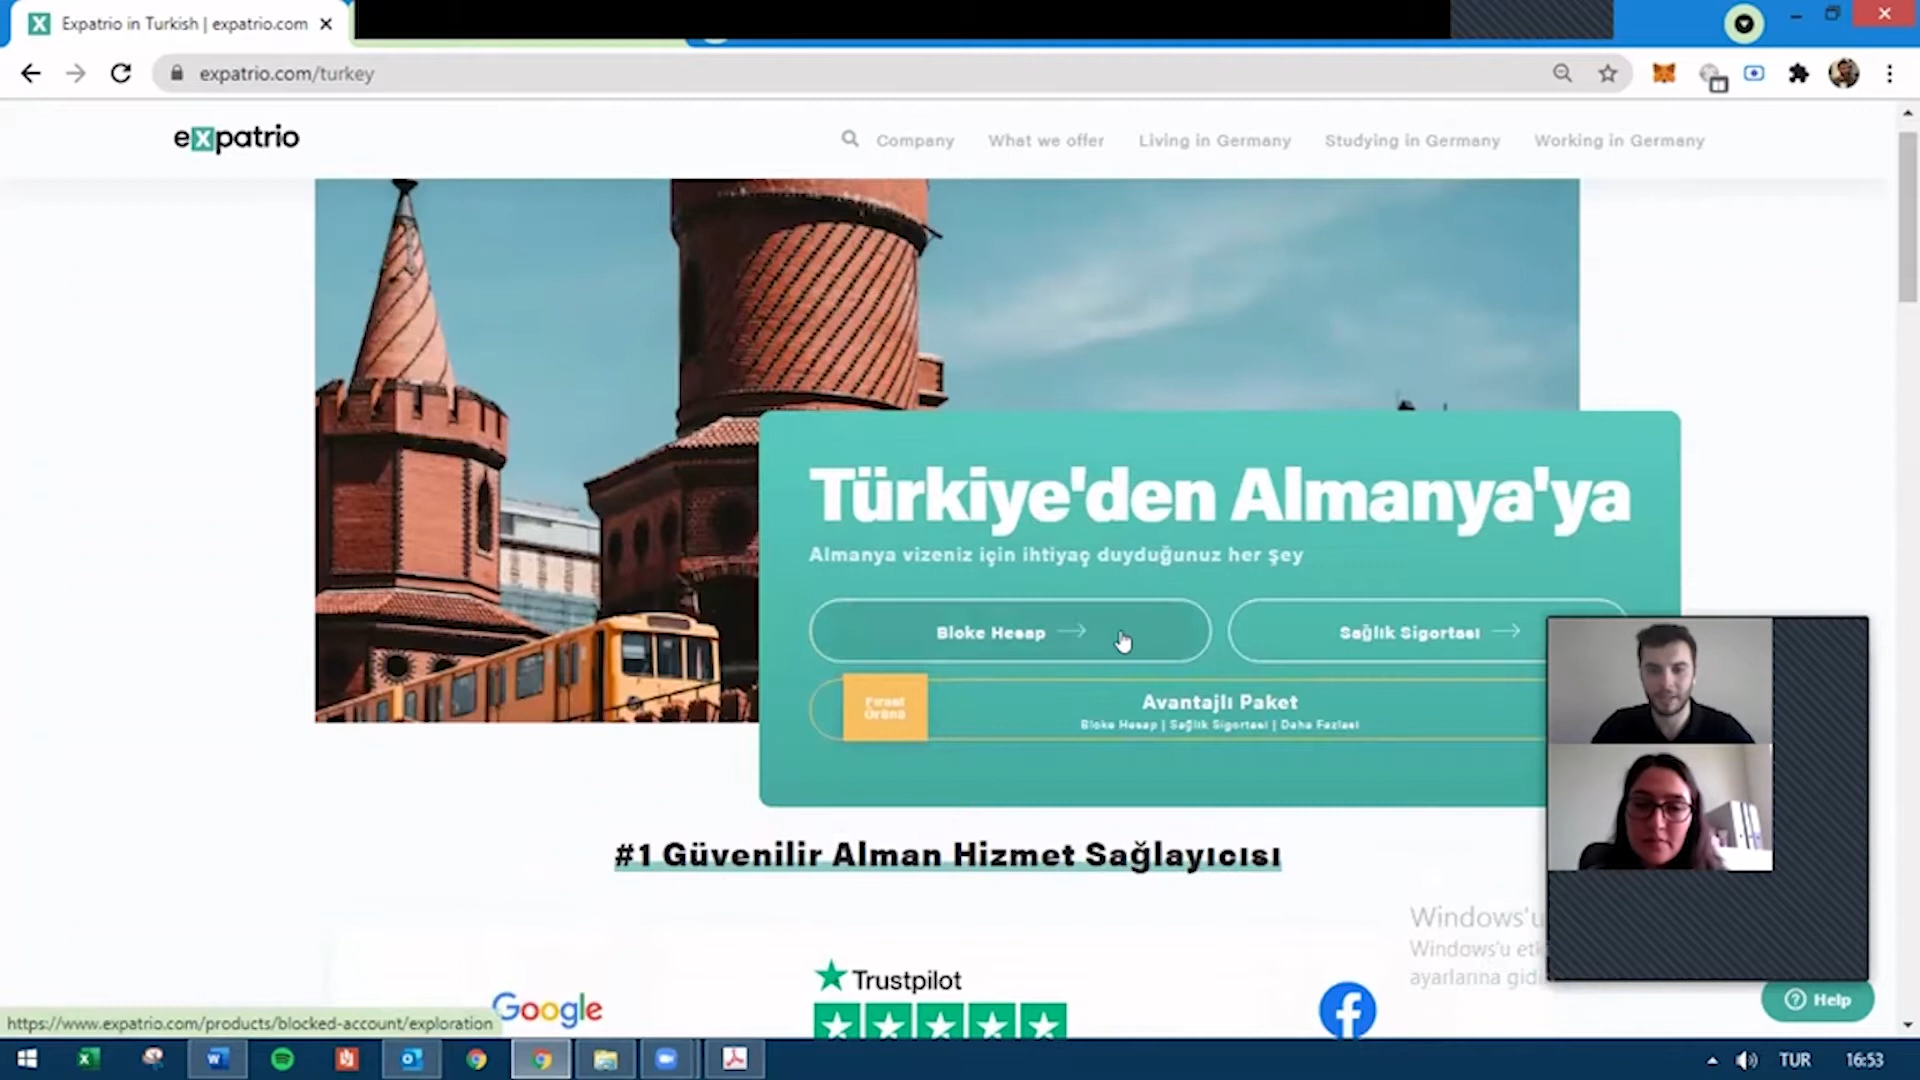 Expatrio in Turkish | expatrio.com
expatrio.com/turkey
expatrio
Company
What we offer
Living in Germany
Studying in Germany
Working in Germany
Türkiye'den Almanya'ya
Almanya vizeniz için ihtiyaç duyduğunuz her şey
Bloke Hesap
Sağlık Sigortası
Fırsat
Ürünü
Avantajlı Paket
Bloke Hesap | Sağlık Sigortası | Daha Fazlası
#1 Güvenilir Alman Hizmet Sağlayıcısı
Windows'u
Windows'u
ayarlarına
Google
Trustpilot
Help
https://www.expatrio.com/products/blocked-account/exploration
TUR
16:53